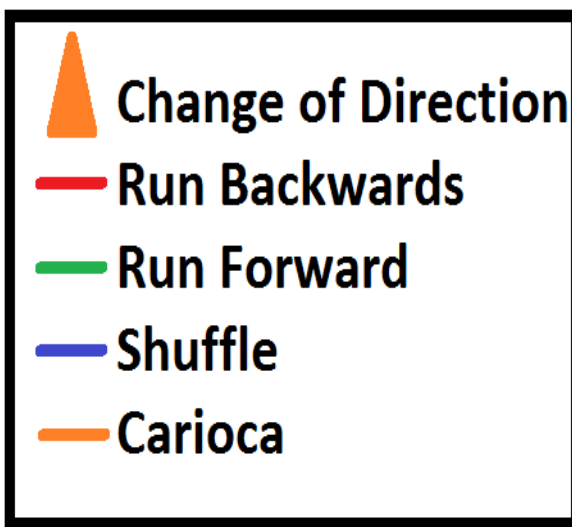 Change of Direction
Run Backwards
Run Forward
Shuffle
Carioca